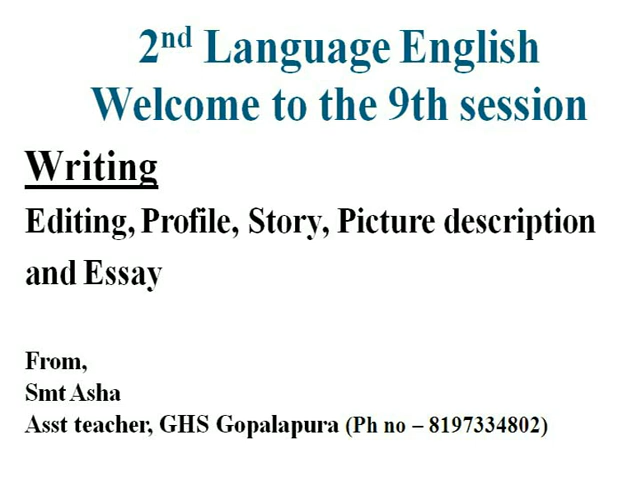 2nd Language English
Welcome to the 9th session
Writing
Editing, Profile, Story, Picture description
and Essay
From,
Smt Asha
Asst teacher, GHS Gopalapura (Ph no – 8197334802)